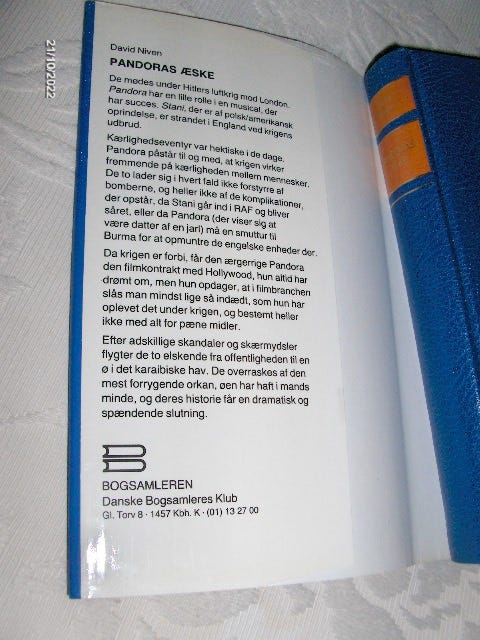 David Niven
PANDORAS ÆSKE
De mødes under Hitlers luftkrig mod London.
Pandora har en lille rolle i en musical, der
har succes. Stani, der er af polsk/amerikansk
oprindelse, er strandet i England ved krigens
udbrud.
Kærlighedseventyr var hektiske i de dage.
Pandora påstår til og med, at krigen virker
fremmende på kærligheden mellem mennesker.
De to lader sig i hvert fald ikke forstyrre af
bomberne, og heller ikke af de komplikationer,
der opstår, da Stani går ind i RAF og bliver
såret, eller da Pandora (der viser sig at
være datter af en jarl) må en smuttur til
Burma for at opmuntre de engelske enheder der.
Da krigen er forbi, får den ærgerrige Pandora
den filmkontrakt med Hollywood, hun altid har
drømt om, men hun opdager, at i filmbranchen
slås man mindst lige så indædt, som hun har
oplevet det under krigen, og bestemt heller
ikke med alt for pæne midler.
Efter adskillige skandaler og skærmydsler
flygter de to elskende fra offentligheden til en
ø i det karaibiske hav. De overraskes af den
mest forrygende orkan, øen har haft i mands
minde, og deres historie får en dramatisk og
spændende slutning.
BOGSAMLEREN
Danske Bogsamleres Klub
Gl. Torv 8 · 1457 Kbh. K · (01) 13 27 00
21/10/2022